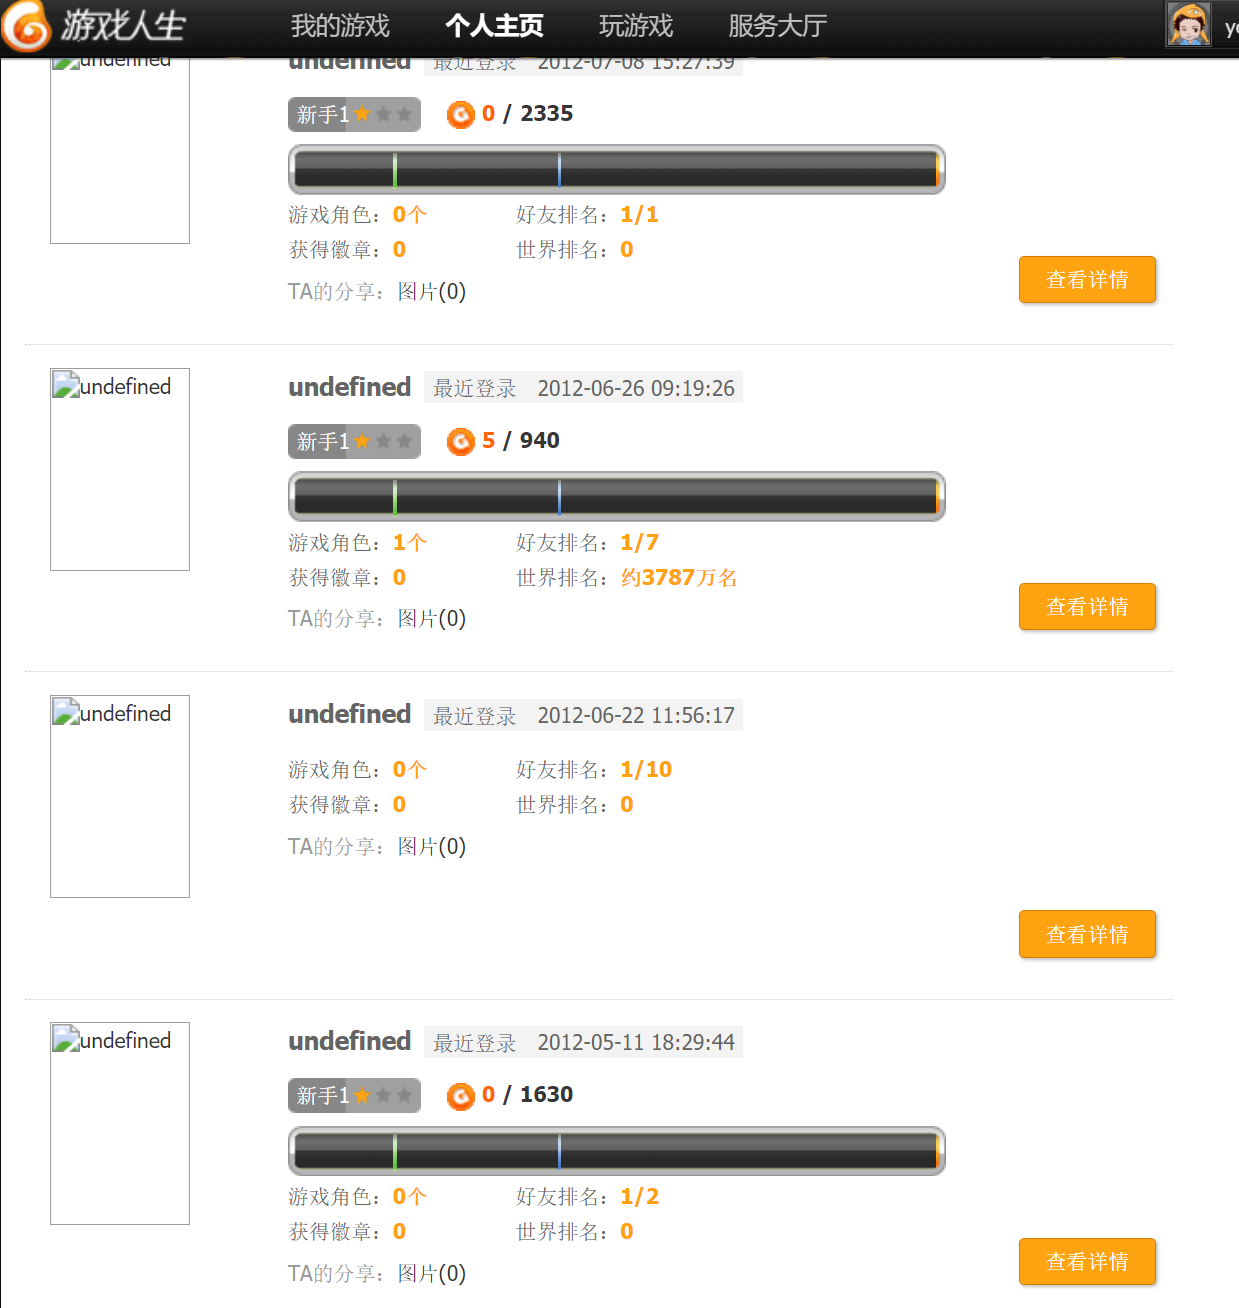 游戏人生 我的游戏 个人主页 玩游戏 服务大厅
undefined undefined 最近登录 2012-07-08 15:27:39
新手1 0 / 2335
游戏角色：0个 好友排名：1/1
获得徽章：0 世界排名：0
TA的分享：图片(0)
查看详情
undefined undefined 最近登录 2012-06-26 09:19:26
新手1 5 / 940
游戏角色：1个 好友排名：1/7
获得徽章：0 世界排名：约3787万名
TA的分享：图片(0)
查看详情
undefined undefined 最近登录 2012-06-22 11:56:17
游戏角色：0个 好友排名：1/10
获得徽章：0 世界排名：0
TA的分享：图片(0)
查看详情
undefined undefined 最近登录 2012-05-11 18:29:44
新手1 0 / 1630
游戏角色：0个 好友排名：1/2
获得徽章：0 世界排名：0
TA的分享：图片(0)
查看详情